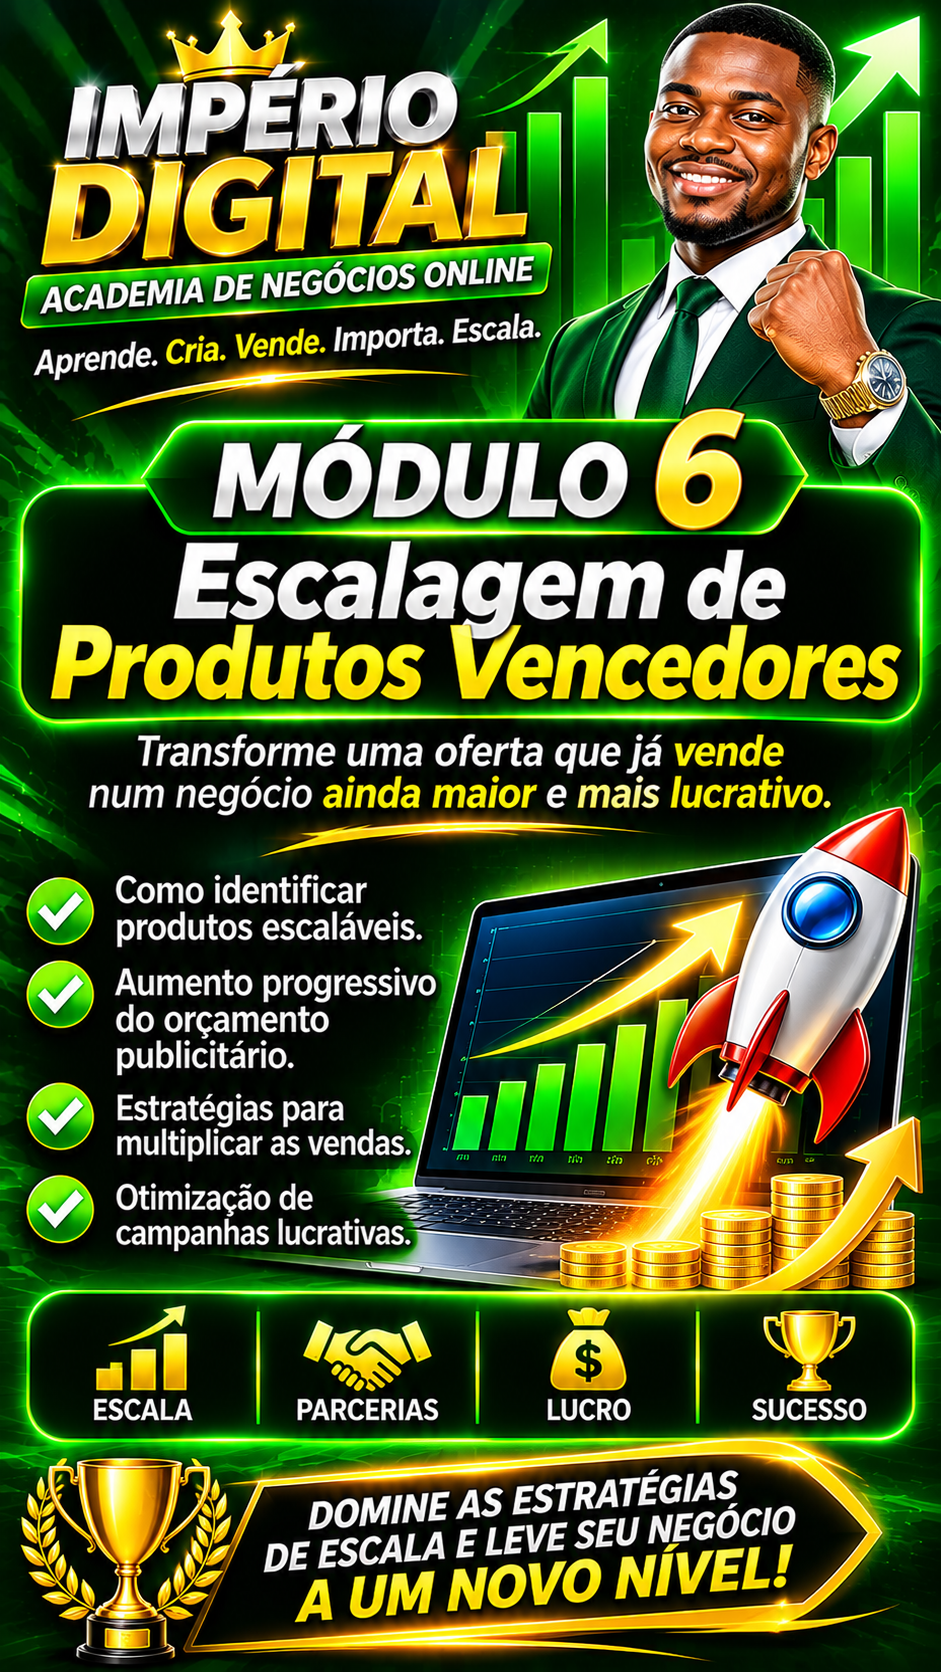 IMPÉRIO
DIGITAL
ACADEMIA DE NEGÓCIOS ONLINE
Aprende. Cria. Vende. Importa. Escala.
MÓDULO 6
Escalagem de
Produtos Vencedores
Transforme uma oferta que já vende
num negócio ainda maior e mais lucrativo.
Como identificar
produtos escaláveis.
Aumento progressivo
do orçamento
publicitário.
Estratégias para
multiplicar as vendas.
Otimização de
campanhas lucrativas.
ESCALA
PARCERIAS
$
LUCRO
SUCESSO
DOMINE AS ESTRATÉGIAS
DE ESCALA E LEVE SEU NEGÓCIO
A UM NOVO NÍVEL!